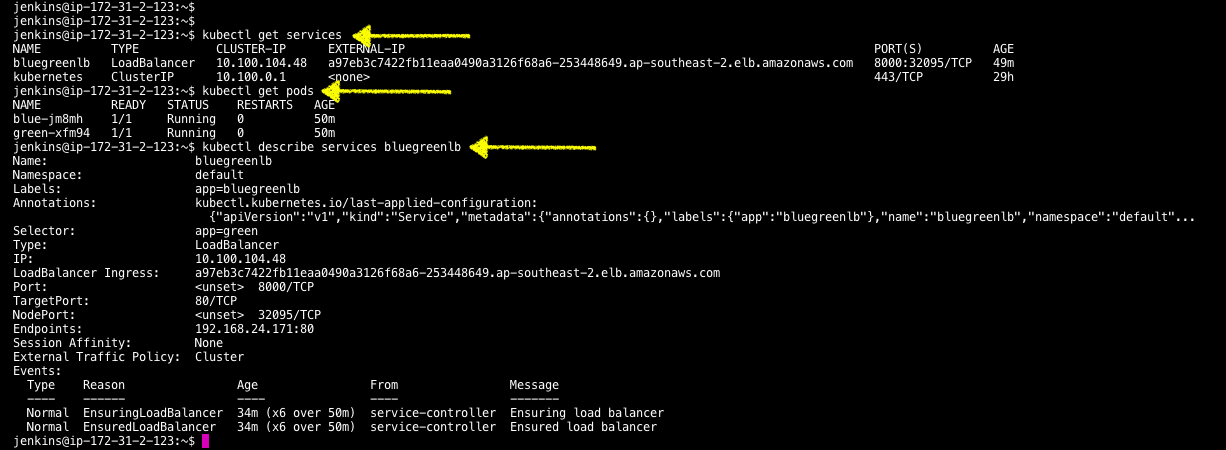 jenkins@ip-172-31-2-123:~$
jenkins@ip-172-31-2-123:~$
jenkins@ip-172-31-2-123:~$ kubectl get services
NAME TYPE CLUSTER-IP EXTERNAL-IP PORT(S) AGE
bluegreenlb LoadBalancer 10.100.104.48 a97eb3c7422fb11eaa0490a3126f68a6-253448649.ap-southeast-2.elb.amazonaws.com 8000:32095/TCP 49m
kubernetes ClusterIP 10.100.0.1 <none> 443/TCP 29h
jenkins@ip-172-31-2-123:~$ kubectl get pods
NAME READY STATUS RESTARTS AGE
blue-jm8mh 1/1 Running 0 50m
green-xfm94 1/1 Running 0 50m
jenkins@ip-172-31-2-123:~$ kubectl describe services bluegreenlb
Name: bluegreenlb
Namespace: default
Labels: app=bluegreenlb
Annotations: kubectl.kubernetes.io/last-applied-configuration:
{"apiVersion":"v1","kind":"Service","metadata":{"annotations":{},"labels":{"app":"bluegreenlb"},"name":"bluegreenlb","namespace":"default"...
Selector: app=green
Type: LoadBalancer
IP: 10.100.104.48
LoadBalancer Ingress: a97eb3c7422fb11eaa0490a3126f68a6-253448649.ap-southeast-2.elb.amazonaws.com
Port: <unset> 8000/TCP
TargetPort: 80/TCP
NodePort: <unset> 32095/TCP
Endpoints: 192.168.24.171:80
Session Affinity: None
External Traffic Policy: Cluster
Events:
Type Reason Age From Message
---- ------ ---- ---- -------
Normal EnsuringLoadBalancer 34m (x6 over 50m) service-controller Ensuring load balancer
Normal EnsuredLoadBalancer 34m (x6 over 50m) service-controller Ensured load balancer
jenkins@ip-172-31-2-123:~$